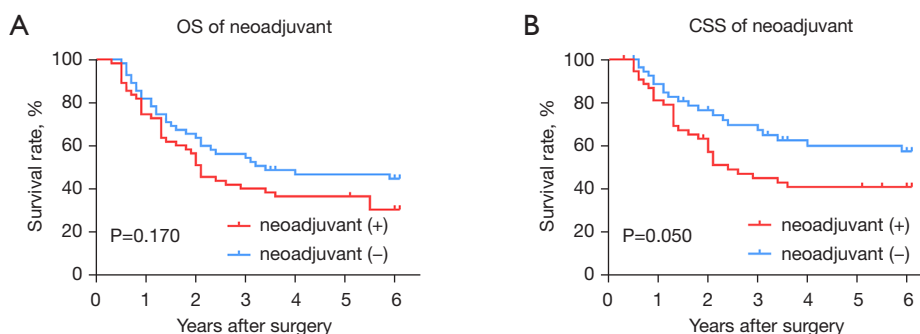 A
OS of neoadjuvant
Survival rate, %
100
80
60
40
20
0
P=0.170
neoadjuvant (+)
neoadjuvant (−)
0 1 2 3 4 5 6
Years after surgery
B
CSS of neoadjuvant
Survival rate, %
100
80
60
40
20
0
P=0.050
neoadjuvant (+)
neoadjuvant (−)
0 1 2 3 4 5 6
Years after surgery